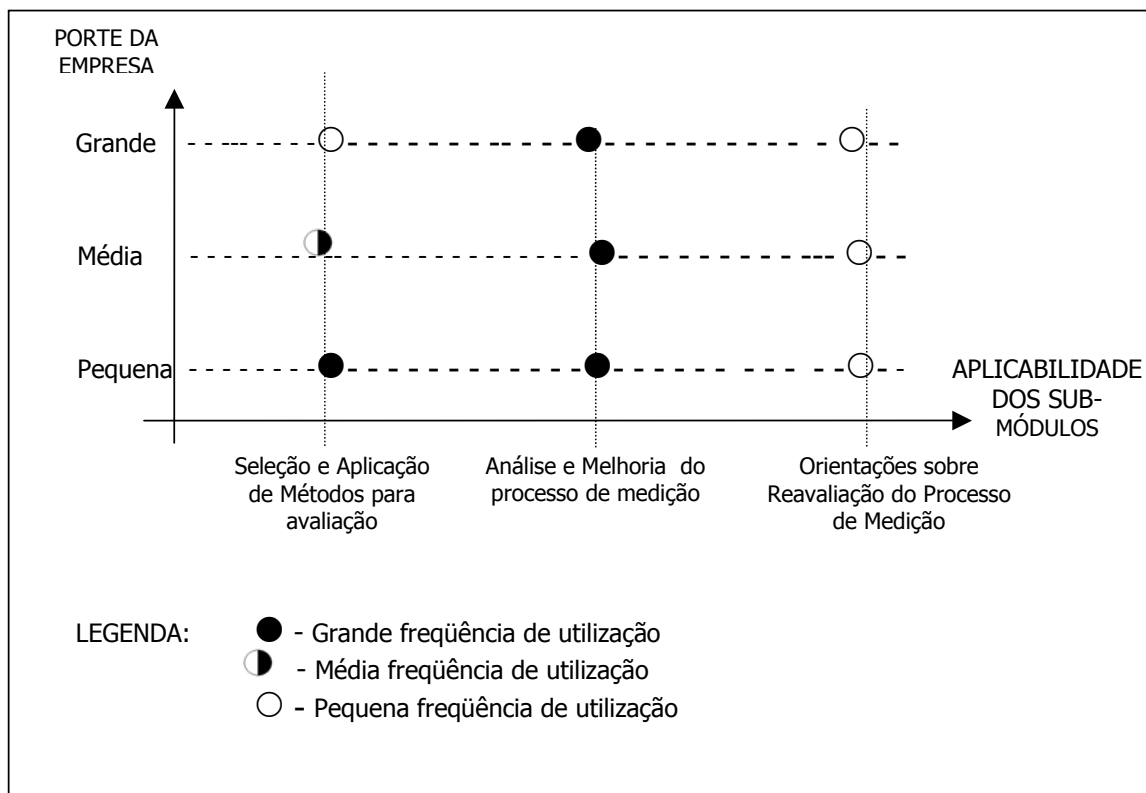 PORTE DA
EMPRESA
Grande
Média
Pequena
APLICABILIDADE
DOS SUB-
MÓDULOS
Seleção e Aplicação
de Métodos para
avaliação
Análise e Melhoria do
processo de medição
Orientações sobre
Reavaliação do Processo
de Medição
LEGENDA:
- Grande freqüência de utilização
- Média freqüência de utilização
- Pequena freqüência de utilização